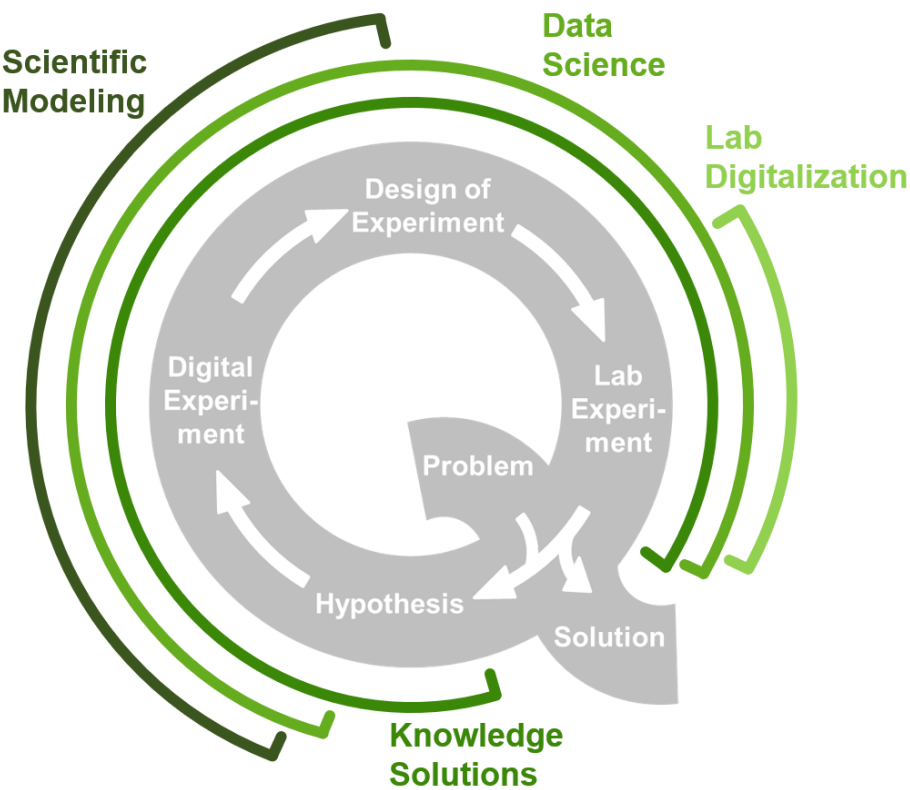 Data
Science
Scientific
Modeling
Lab
Digitalization
Design of
Experiment
Digital
Experi-
ment
Lab
Experi-
ment
Problem
Hypothesis
Solution
Knowledge
Solutions